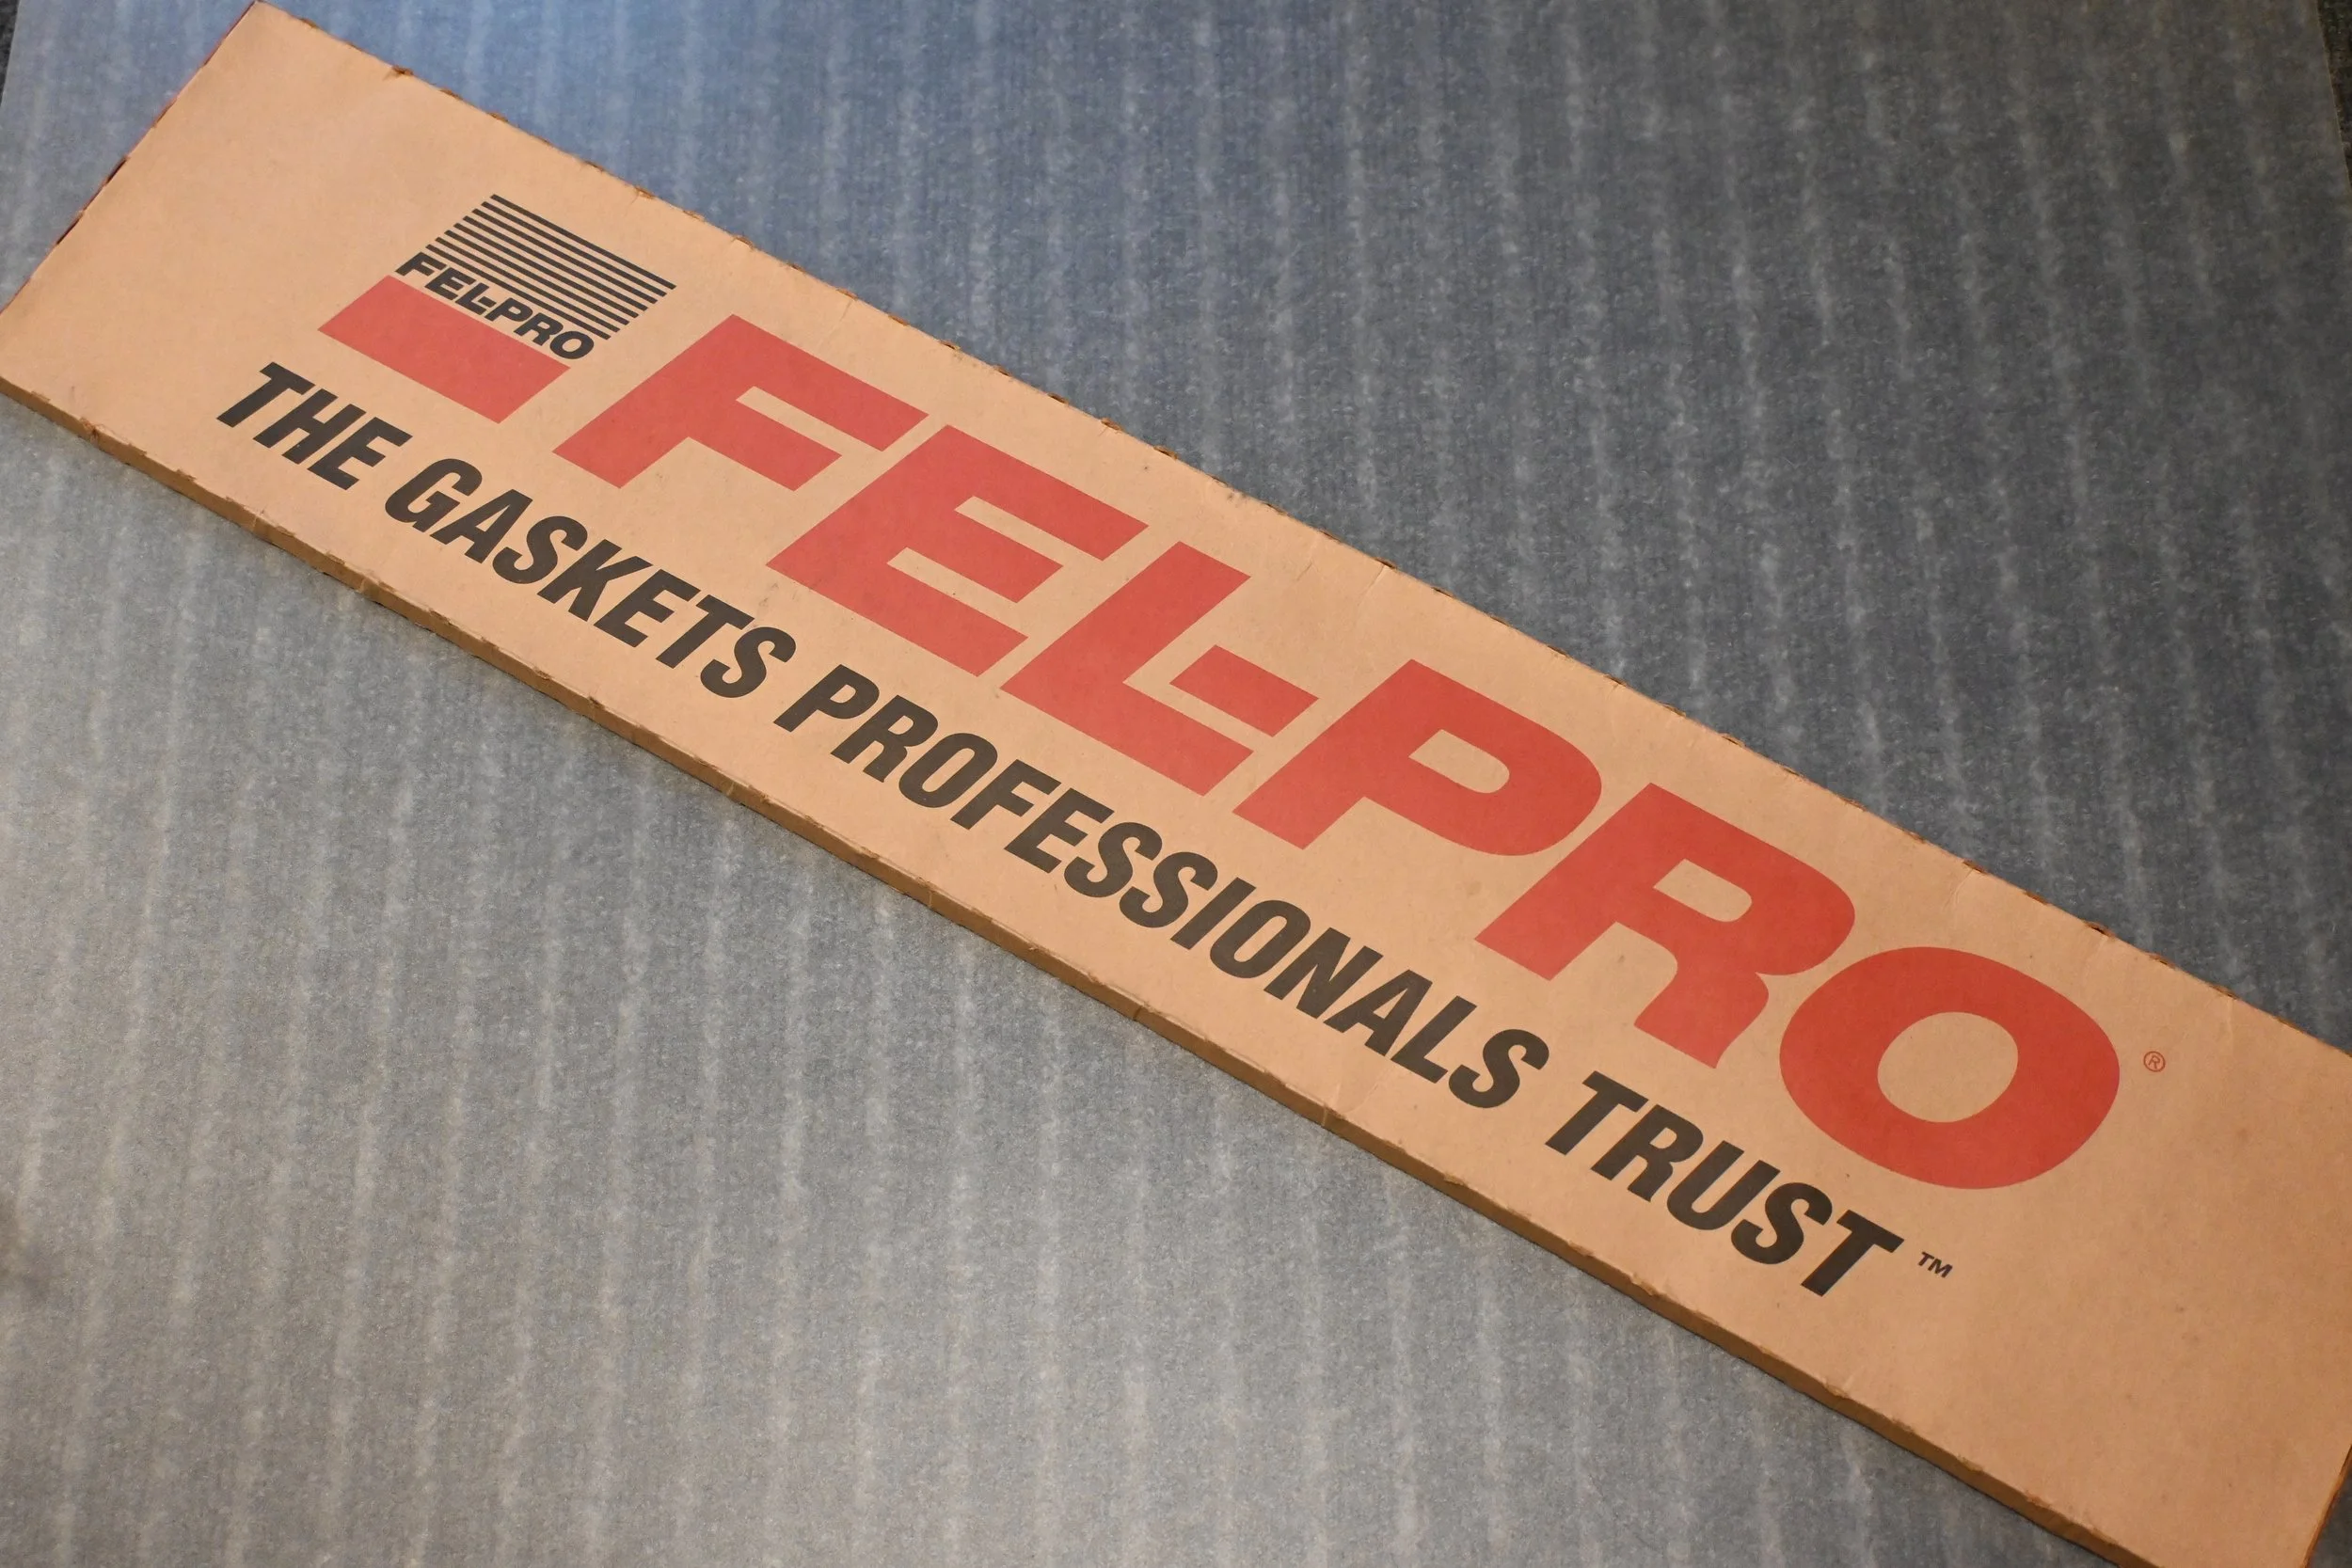 FEL-PRO
FEL-PRO®
THE GASKETS PROFESSIONALS TRUST™